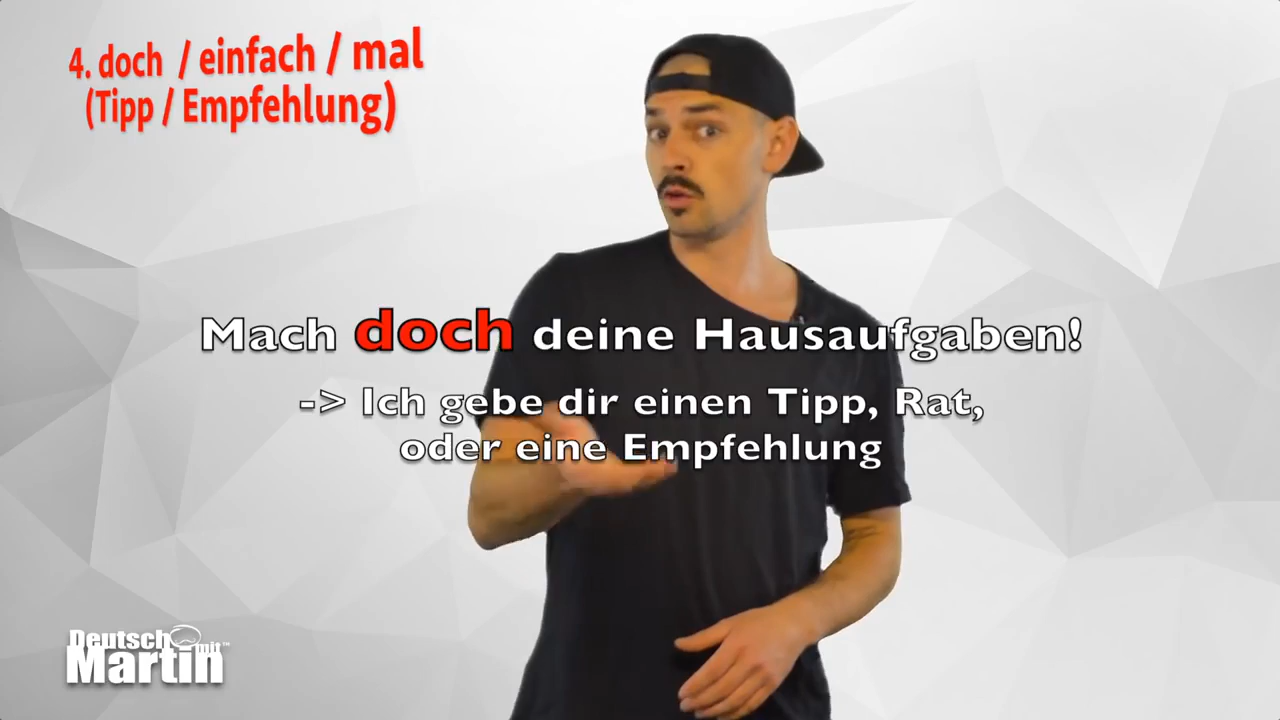 4. doch / einfach / mal
(Tipp / Empfehlung)
Mach doch deine Hausaufgaben!
-> Ich gebe dir einen Tipp, Rat,
oder eine Empfehlung
Deutsch mit™
Martin